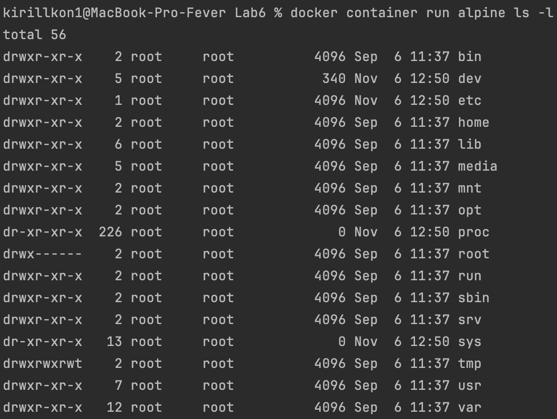 kirillkon1@MacBook-Pro-Fever Lab6 % docker container run alpine ls -l
total 56
drwxr-xr-x    2 root     root          4096 Sep  6 11:37 bin
drwxr-xr-x    5 root     root           340 Nov  6 12:50 dev
drwxr-xr-x    1 root     root          4096 Nov  6 12:50 etc
drwxr-xr-x    2 root     root          4096 Sep  6 11:37 home
drwxr-xr-x    6 root     root          4096 Sep  6 11:37 lib
drwxr-xr-x    5 root     root          4096 Sep  6 11:37 media
drwxr-xr-x    2 root     root          4096 Sep  6 11:37 mnt
drwxr-xr-x    2 root     root          4096 Sep  6 11:37 opt
dr-xr-xr-x  226 root     root             0 Nov  6 12:50 proc
drwx------    2 root     root          4096 Sep  6 11:37 root
drwxr-xr-x    2 root     root          4096 Sep  6 11:37 run
drwxr-xr-x    2 root     root          4096 Sep  6 11:37 sbin
drwxr-xr-x    2 root     root          4096 Sep  6 11:37 srv
dr-xr-xr-x   13 root     root             0 Nov  6 12:50 sys
drwxrwxrwt    2 root     root          4096 Sep  6 11:37 tmp
drwxr-xr-x    7 root     root          4096 Sep  6 11:37 usr
drwxr-xr-x   12 root     root          4096 Sep  6 11:37 var